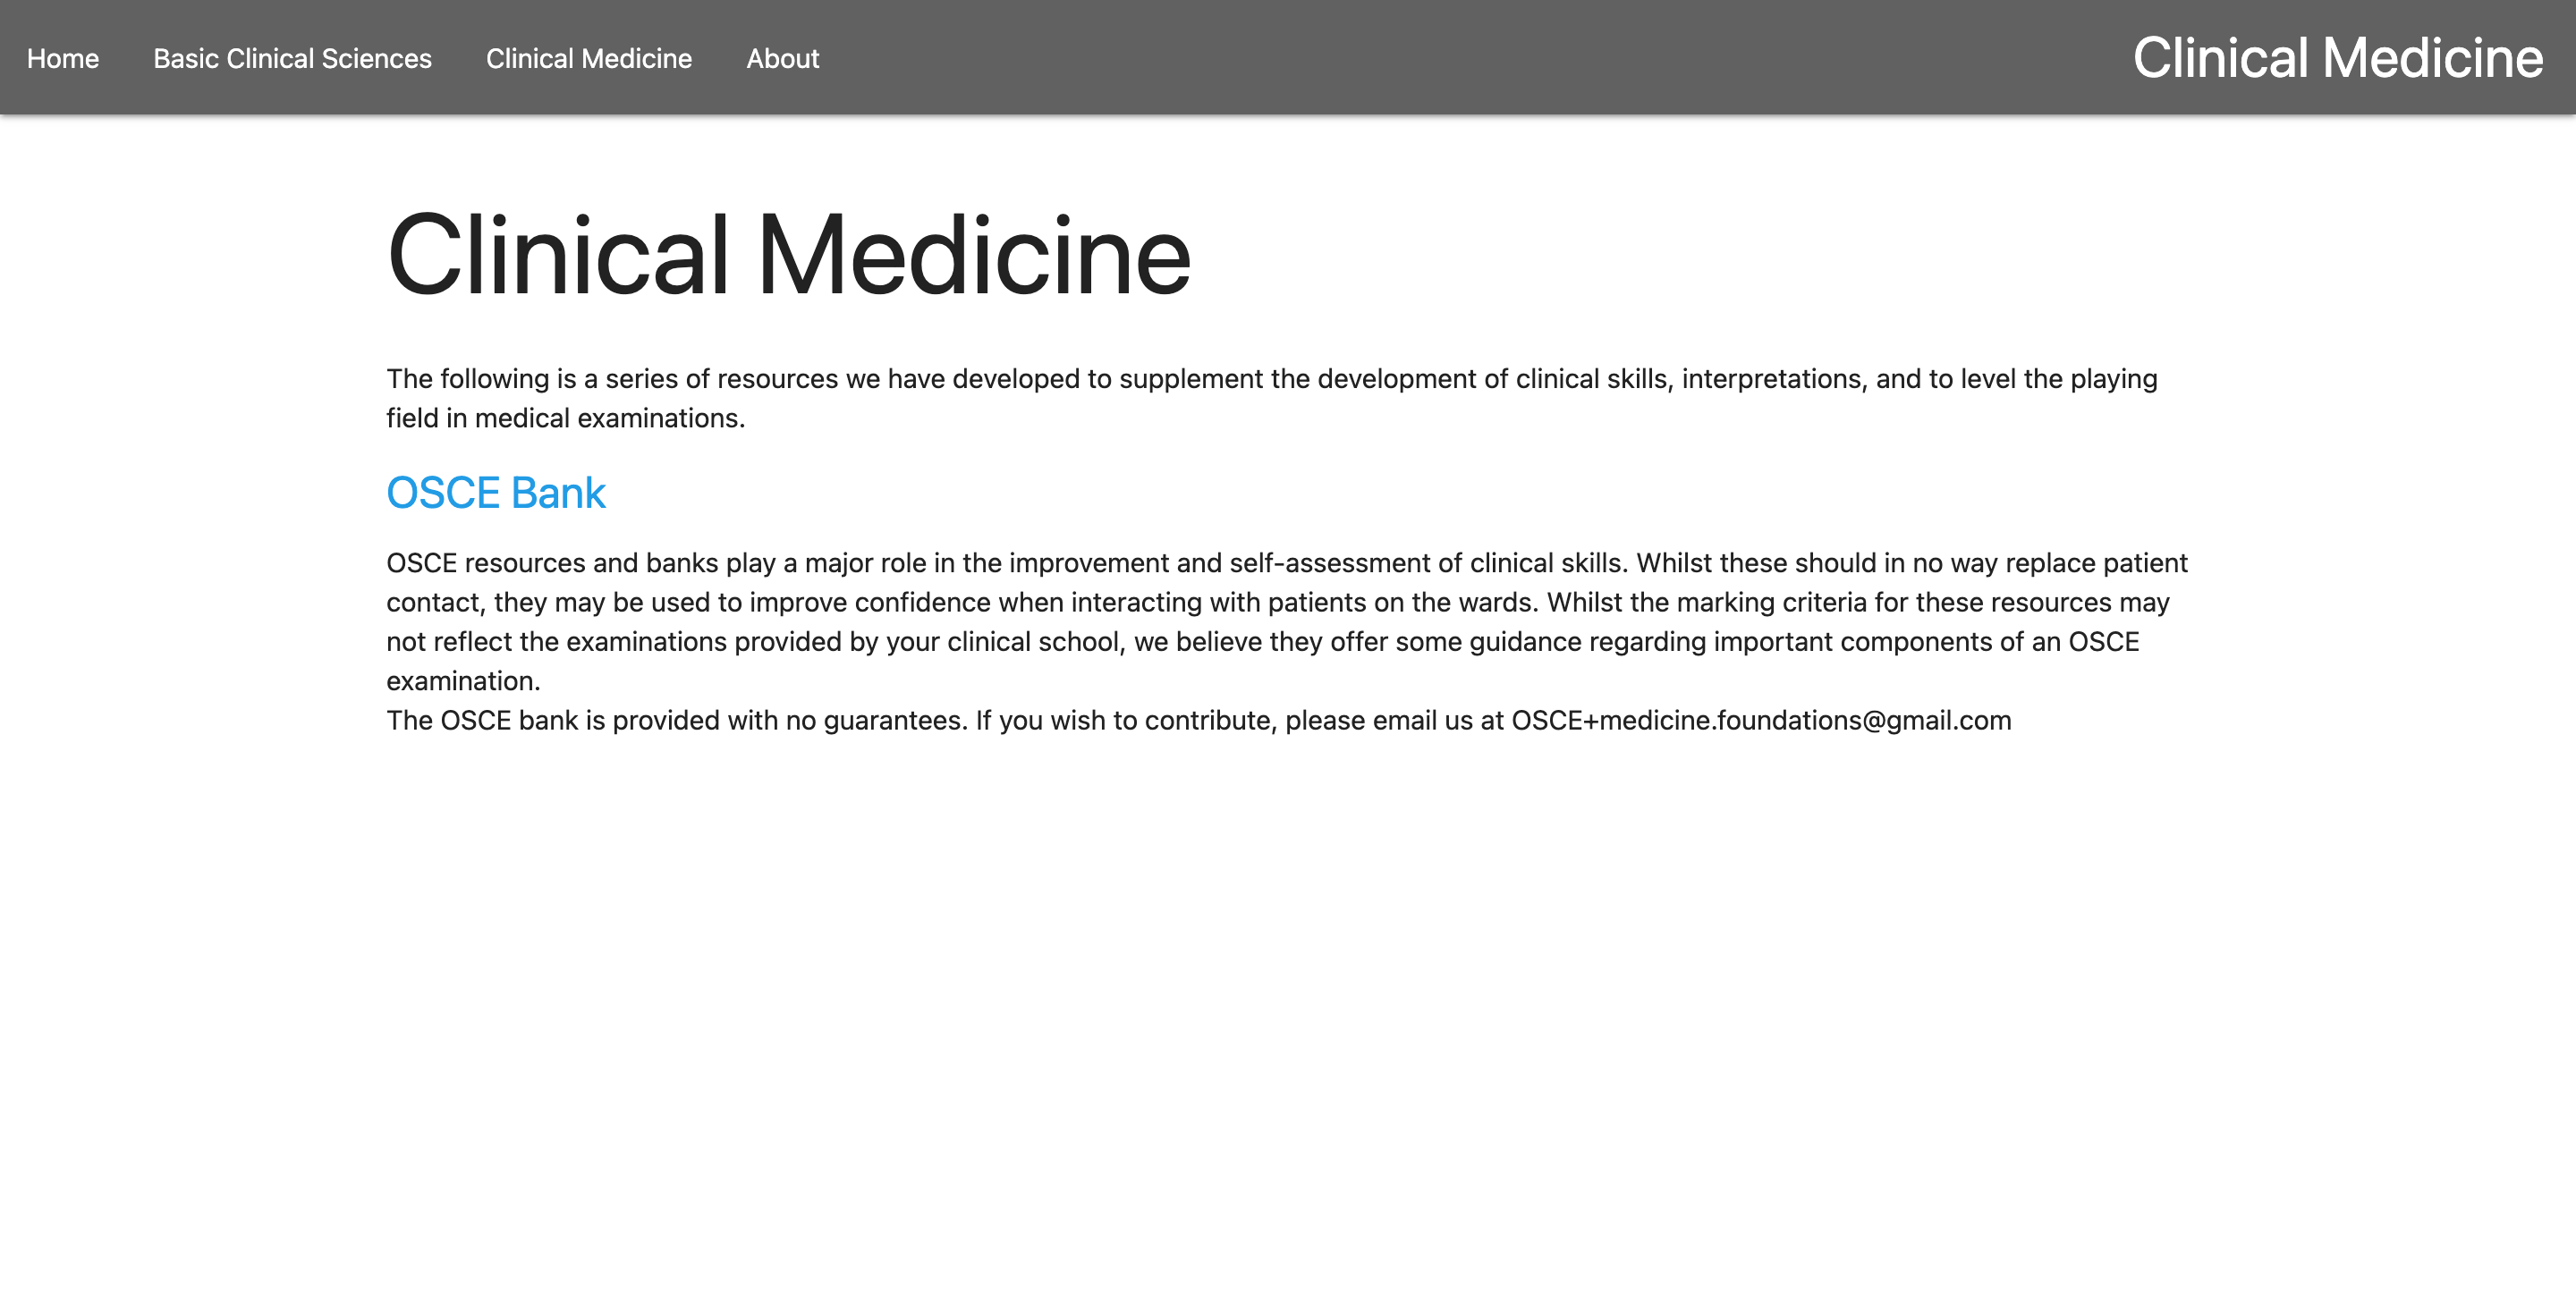 Home Basic Clinical Sciences Clinical Medicine About Clinical Medicine
Clinical Medicine
The following is a series of resources we have developed to supplement the development of clinical skills, interpretations, and to level the playing
field in medical examinations.
OSCE Bank
OSCE resources and banks play a major role in the improvement and self-assessment of clinical skills. Whilst these should in no way replace patient
contact, they may be used to improve confidence when interacting with patients on the wards. Whilst the marking criteria for these resources may
not reflect the examinations provided by your clinical school, we believe they offer some guidance regarding important components of an OSCE
examination.
The OSCE bank is provided with no guarantees. If you wish to contribute, please email us at OSCE+medicine.foundations@gmail.com